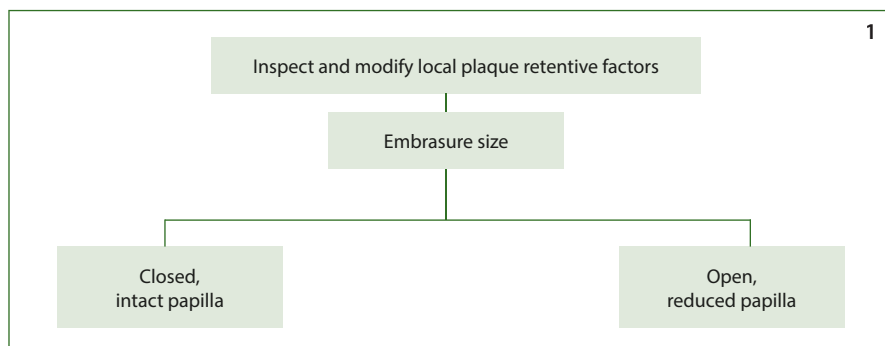 1
Inspect and modify local plaque retentive factors
Embrasure size
Closed,
intact papilla
Open,
reduced papilla